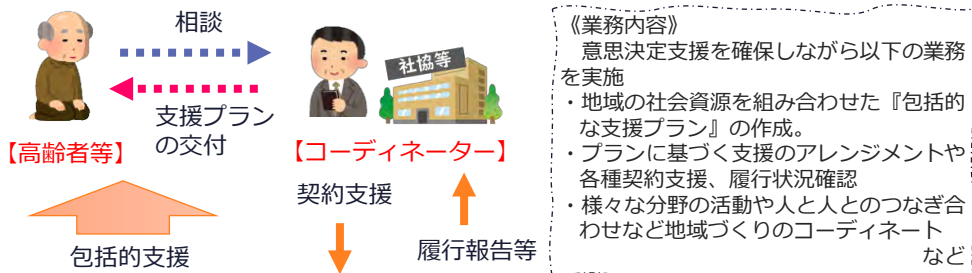 相談
社協等
支援プラン
の交付
【高齢者等】
【コーディネーター】
契約支援
履行報告等
包括的支援
《業務内容》
意思決定支援を確保しながら以下の業務
を実施
・地域の社会資源を組み合わせた『包括的
な支援プラン』の作成。
・プランに基づく支援のアレンジメントや
各種契約支援、履行状況確認
・様々な分野の活動や人と人とのつなぎ合
わせなど地域づくりのコーディネート
など